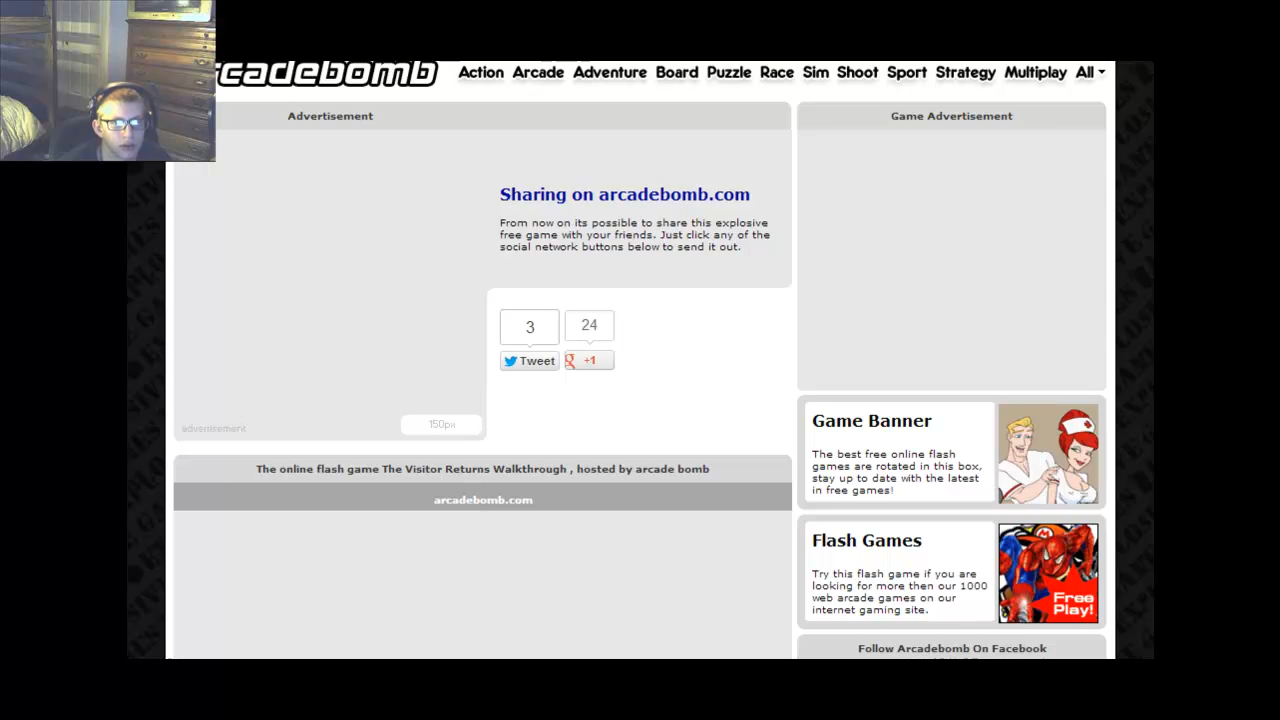 rcadebomb
Action Arcade Adventure Board Puzzle Race Sim Shoot Sport Strategy Multiplay All
Advertisement
Game Advertisement
Sharing on arcadebomb.com
From now on its possible to share this explosive
free game with your friends. Just click any of the
social network buttons below to send it out.
3
24
Tweet
g +1
advertisement
150px
Game Banner
The best free online flash
games are rotated in this box,
stay up to date with the latest
in free games!
The online flash game The Visitor Returns Walkthrough , hosted by arcade bomb
arcadebomb.com
Flash Games
Try this flash game if you are
looking for more then our 1000
web arcade games on our
internet gaming site.
Free
Play!
Follow Arcadebomb On Facebook